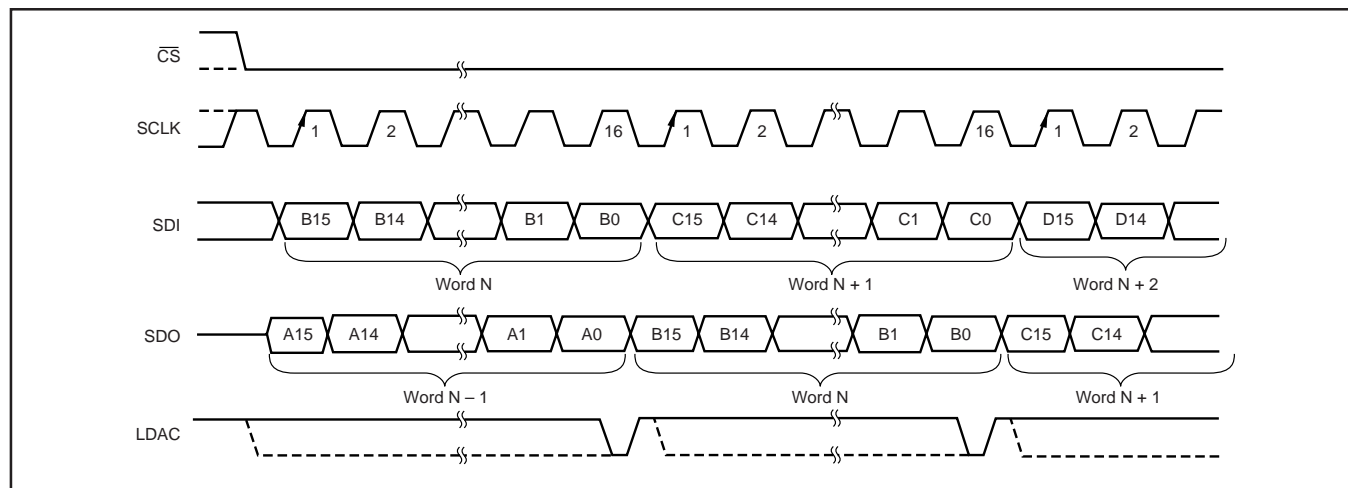 CS
SCLK 1 2 16 1 2 16 1 2
SDI B15 B14 B1 B0 C15 C14 C1 C0 D15 D14
Word N Word N + 1 Word N + 2
SDO A15 A14 A1 A0 B15 B14 B1 B0 C15 C14
Word N – 1 Word N Word N + 1
LDAC